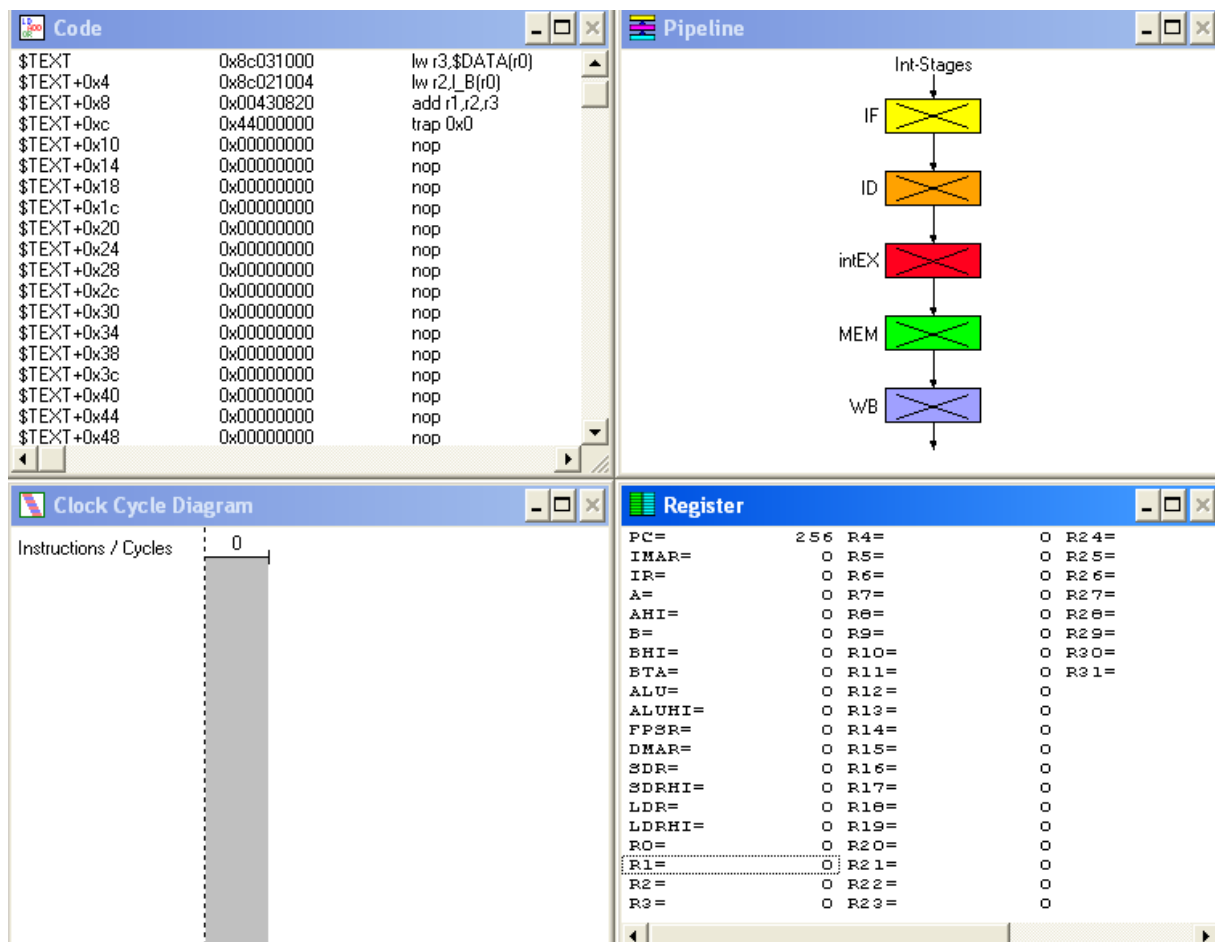 Code
$TEXT 0x8c031000 lw r3,$DATA(r0)
$TEXT+0x4 0x8c021004 lw r2,l_B(r0)
$TEXT+0x8 0x00430820 add r1,r2,r3
$TEXT+0xc 0x44000000 trap 0x0
$TEXT+0x10 0x00000000 nop
$TEXT+0x14 0x00000000 nop
$TEXT+0x18 0x00000000 nop
$TEXT+0x1c 0x00000000 nop
$TEXT+0x20 0x00000000 nop
$TEXT+0x24 0x00000000 nop
$TEXT+0x28 0x00000000 nop
$TEXT+0x2c 0x00000000 nop
$TEXT+0x30 0x00000000 nop
$TEXT+0x34 0x00000000 nop
$TEXT+0x38 0x00000000 nop
$TEXT+0x3c 0x00000000 nop
$TEXT+0x40 0x00000000 nop
$TEXT+0x44 0x00000000 nop
$TEXT+0x48 0x00000000 nop
Pipeline
Int-Stages
IF
ID
intEX
MEM
WB
Clock Cycle Diagram
Instructions / Cycles 0
Register
PC= 256 R4= 0 R24=
IMAR= 0 R5= 0 R25=
IR= 0 R6= 0 R26=
A= 0 R7= 0 R27=
AHI= 0 R8= 0 R28=
B= 0 R9= 0 R29=
BHI= 0 R10= 0 R30=
BTA= 0 R11= 0 R31=
ALU= 0 R12= 0
ALUHI= 0 R13= 0
FPSR= 0 R14= 0
DMAR= 0 R15= 0
SDR= 0 R16= 0
SDRHI= 0 R17= 0
LDR= 0 R18= 0
LDRHI= 0 R19= 0
R0= 0 R20= 0
R1= 0 R21= 0
R2= 0 R22= 0
R3= 0 R23= 0